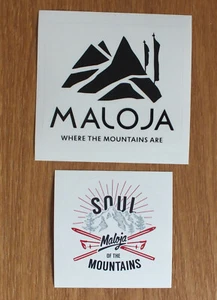 MALOJA
WHERE THE MOUNTAINS ARE
SOUL
Maloja
OF THE
MOUNTAINS